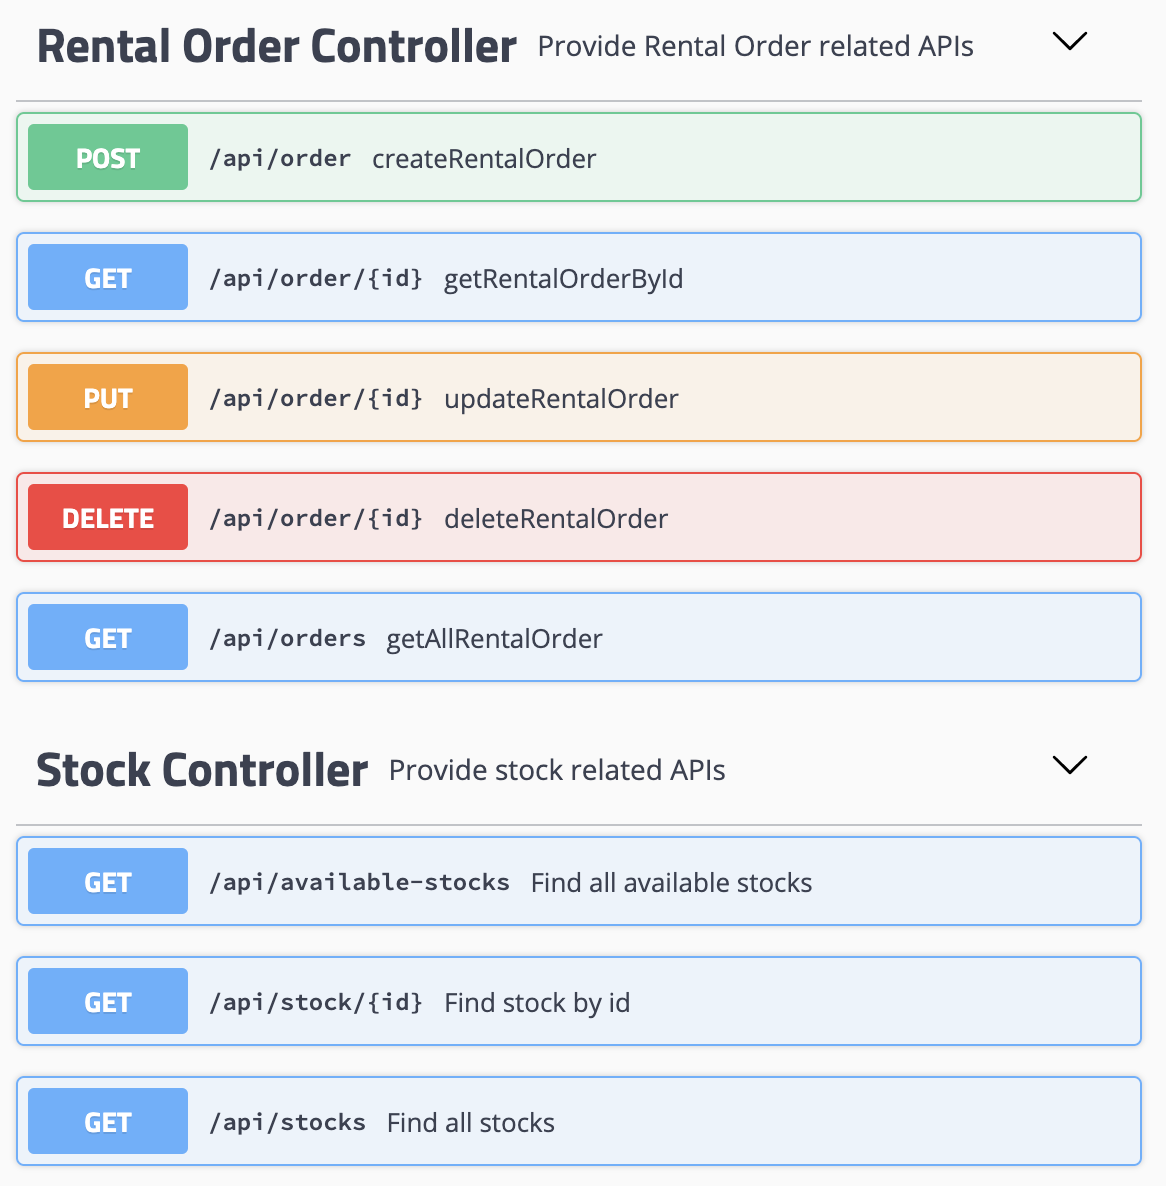 Rental Order Controller Provide Rental Order related APIs
POST /api/order createRentalOrder
GET /api/order/{id} getRentalOrderById
PUT /api/order/{id} updateRentalOrder
DELETE /api/order/{id} deleteRentalOrder
GET /api/orders getAllRentalOrder
Stock Controller Provide stock related APIs
GET /api/available-stocks Find all available stocks
GET /api/stock/{id} Find stock by id
GET /api/stocks Find all stocks